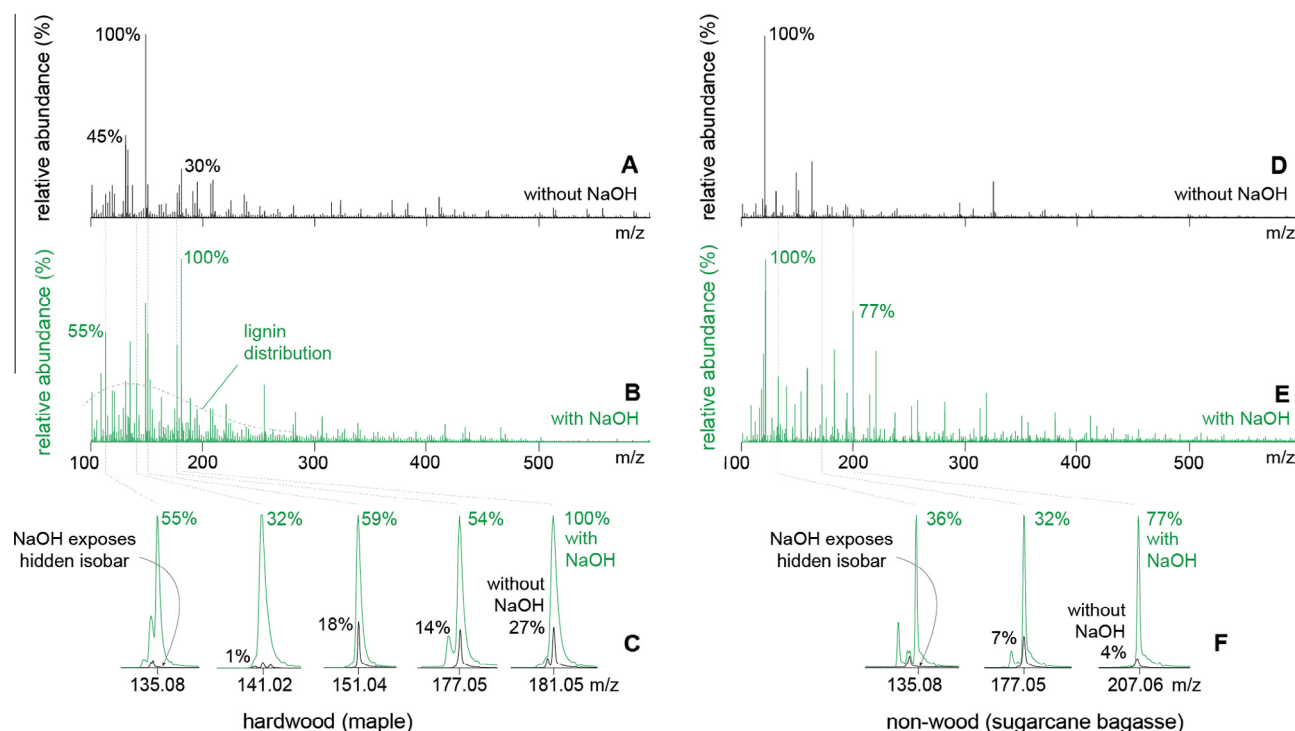 relative abundance (%)
100%
45%
30%
A
without NaOH
m/z
relative abundance (%)
100%
55%
lignin
distribution
B
with NaOH
100
200
300
400
500
m/z
NaOH exposes
hidden isobar
55%
32%
59%
54%
100%
with
NaOH
without
NaOH
1%
18%
14%
27%
C
135.08
141.02
151.04
177.05
181.05 m/z
hardwood (maple)
relative abundance (%)
100%
D
without NaOH
m/z
relative abundance (%)
100%
77%
E
with NaOH
100
200
300
400
500
m/z
NaOH exposes
hidden isobar
36%
32%
77%
with
NaOH
without
NaOH
7%
4%
F
135.08
177.05
207.06 m/z
non-wood (sugarcane bagasse)